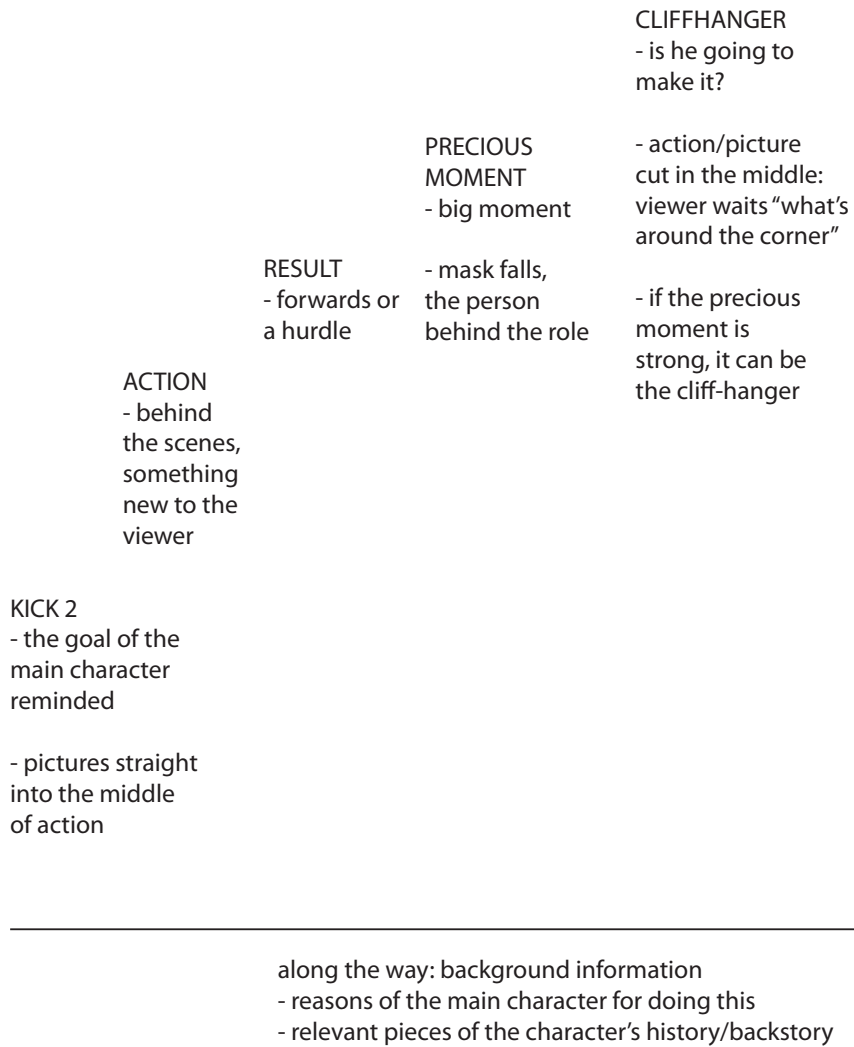 CLIFFHANGER
- is he going to
make it?
- action/picture
cut in the middle:
viewer waits “what’s
around the corner”
- if the precious
moment is
strong, it can be
the cliff-hanger
PRECIOUS
MOMENT
- big moment
- mask falls,
the person
behind the role
RESULT
- forwards or
a hurdle
ACTION
- behind
the scenes,
something
new to the
viewer
KICK 2
- the goal of the
main character
reminded
- pictures straight
into the middle
of action
along the way: background information
- reasons of the main character for doing this
- relevant pieces of the character’s history/backstory